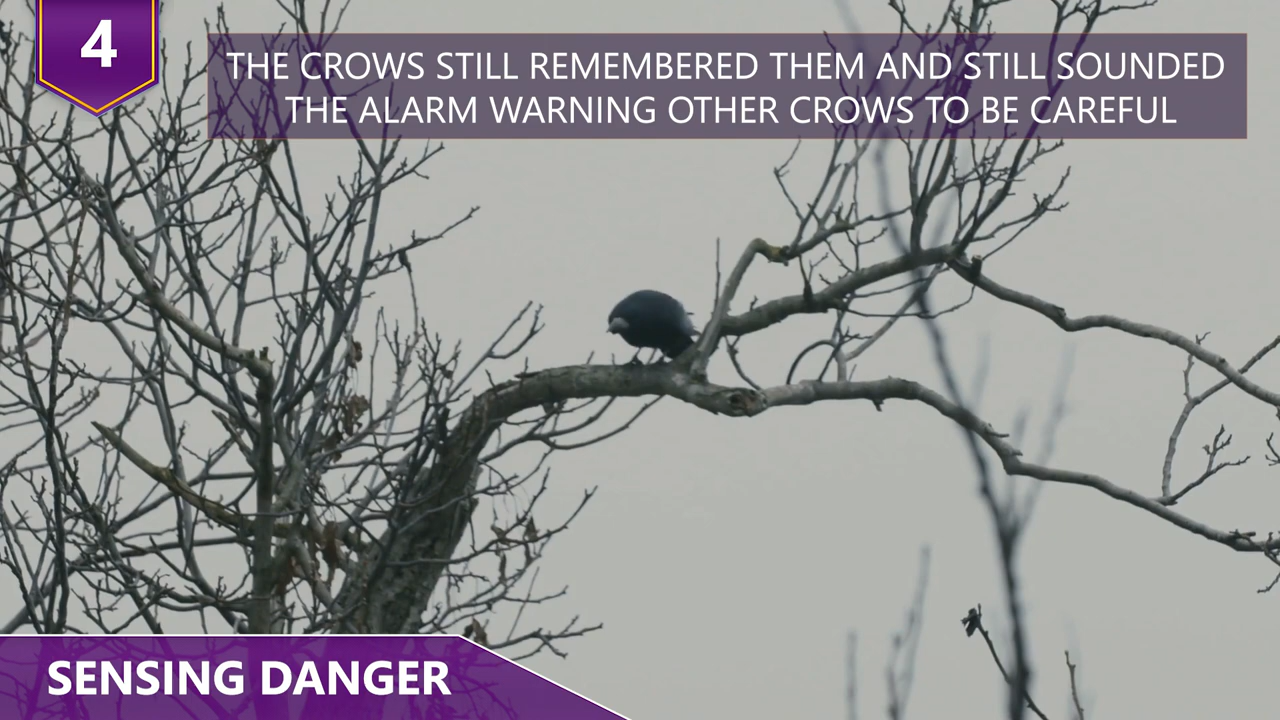 4
THE CROWS STILL REMEMBERED THEM AND STILL SOUNDED
THE ALARM WARNING OTHER CROWS TO BE CAREFUL
SENSING DANGER